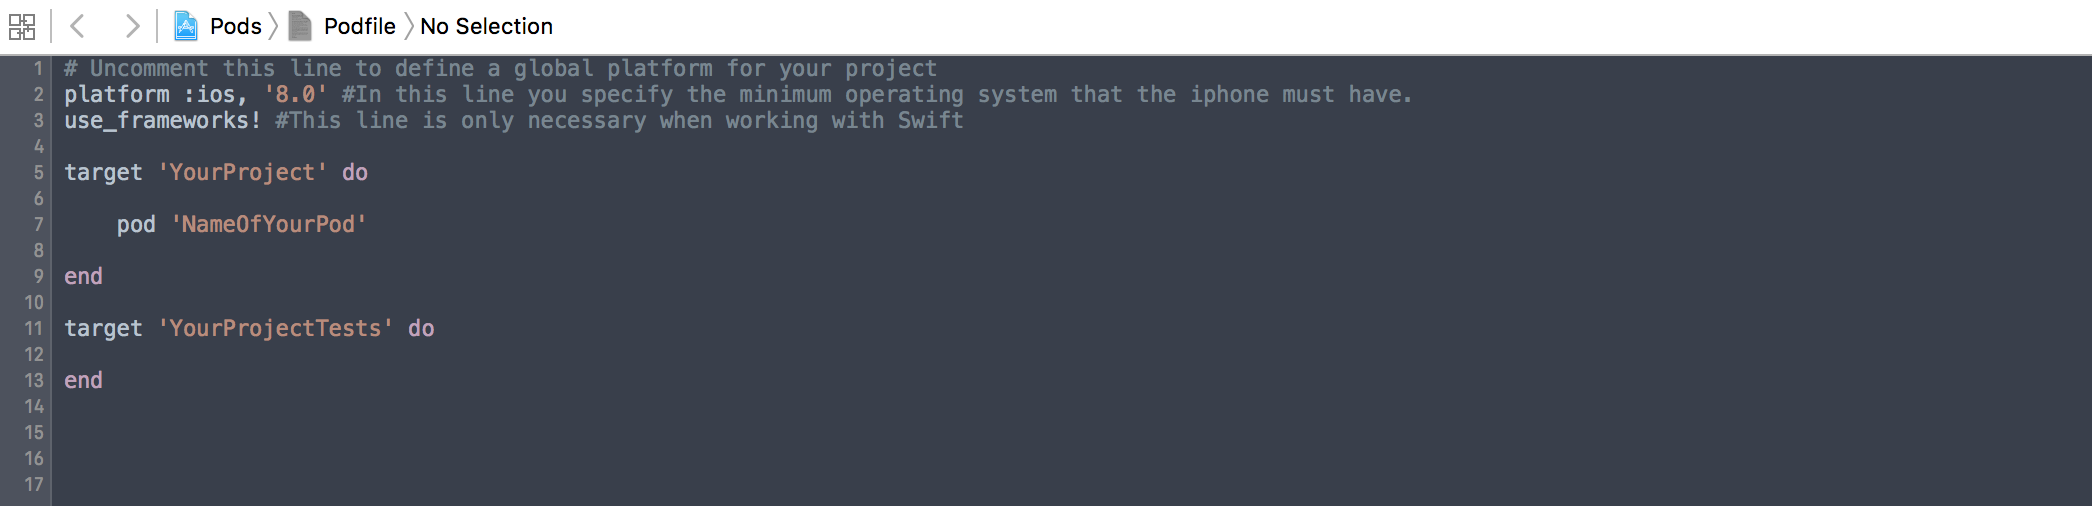 Pods Podfile No Selection
1 # Uncomment this line to define a global platform for your project
2 platform :ios, '8.0' #In this line you specify the minimum operating system that the iphone must have.
3 use_frameworks! #This line is only necessary when working with Swift
4
5 target 'YourProject' do
6
7 pod 'NameOfYourPod'
8
9 end
10
11 target 'YourProjectTests' do
12
13 end
14
15
16
17